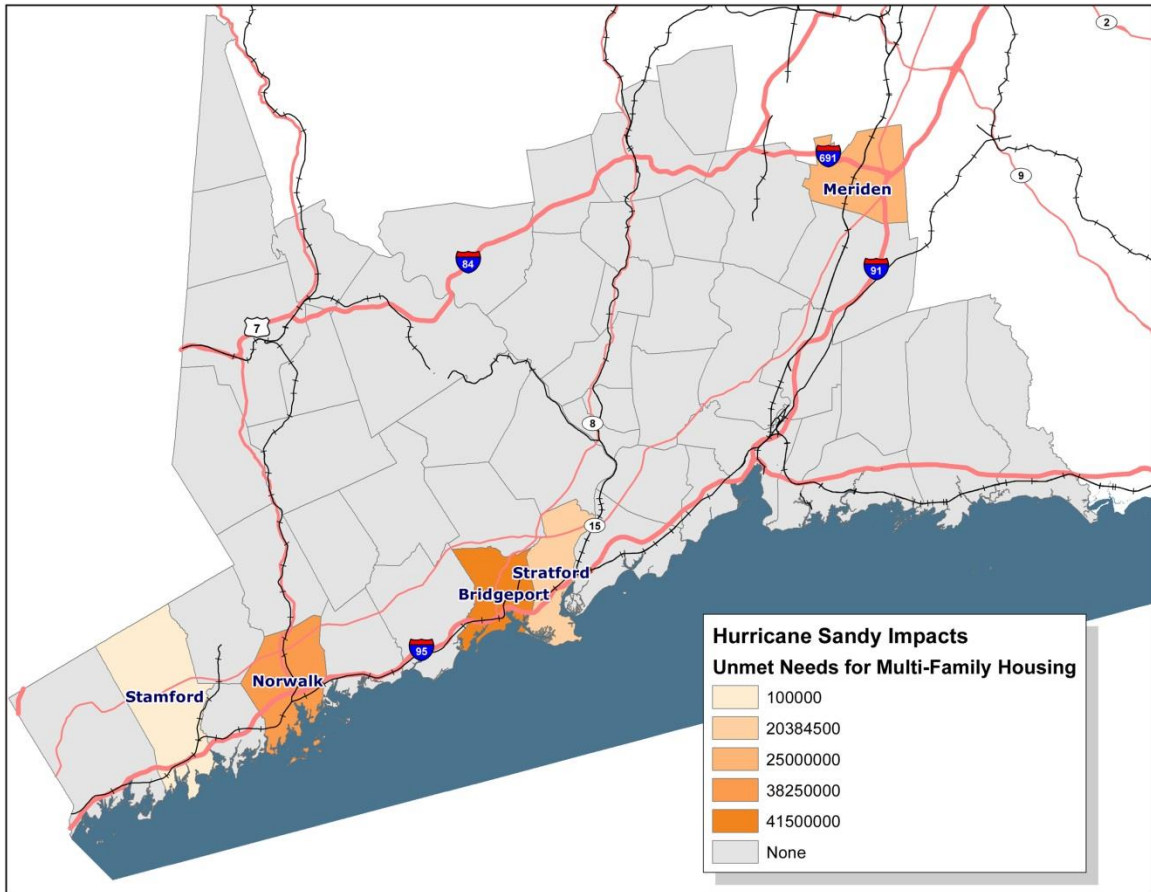 2
691
Meriden
9
84
91
7
8
15
Stratford
Bridgeport
95
Norwalk
Stamford
Hurricane Sandy Impacts
Unmet Needs for Multi-Family Housing
100000
20384500
25000000
38250000
41500000
None